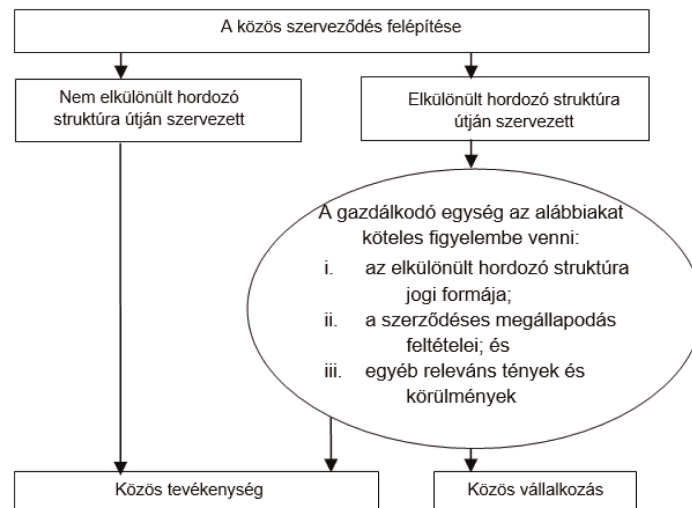 A közös szerveződés felépítése
Nem elkülönült hordozó
struktúra útján szervezett
Elkülönült hordozó struktúra
útján szervezett
A gazdálkodó egység az alábbiakat
köteles figyelembe venni:
i. az elkülönült hordozó struktúra
jogi formája;
ii. a szerződéses megállapodás
feltételei; és
iii. egyéb releváns tények és
körülmények
Közös tevékenység
Közös vállalkozás